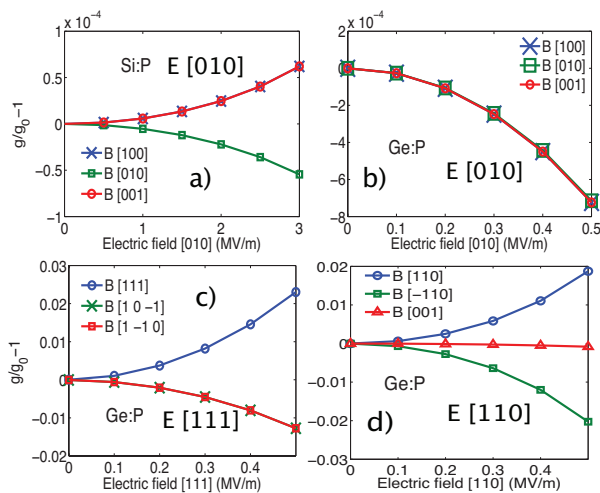 x 10⁻⁴
1
0.5
0
−0.5
−1
g/g₀−1
Si:P
E [010]
B [100]
B [010]
B [001]
a)
0
1
2
3
Electric field [010] (MV/m)
x 10⁻⁴
2
0
−2
−4
−6
−8
B [100]
B [010]
B [001]
Ge:P
b)
E [010]
0
0.1
0.2
0.3
0.4
0.5
Electric field [010] (MV/m)
0.03
0.02
0.01
0
−0.01
−0.02
g/g₀−1
B [111]
B [1 0 −1]
B [1 −1 0]
c)
Ge:P
E [111]
0
0.1
0.2
0.3
0.4
Electric field [111] (MV/m)
0.02
0.01
0
−0.01
−0.02
−0.03
B [110]
B [−110]
B [001]
Ge:P
d)
E [110]
0
0.1
0.2
0.3
0.4
Electric field [110] (MV/m)